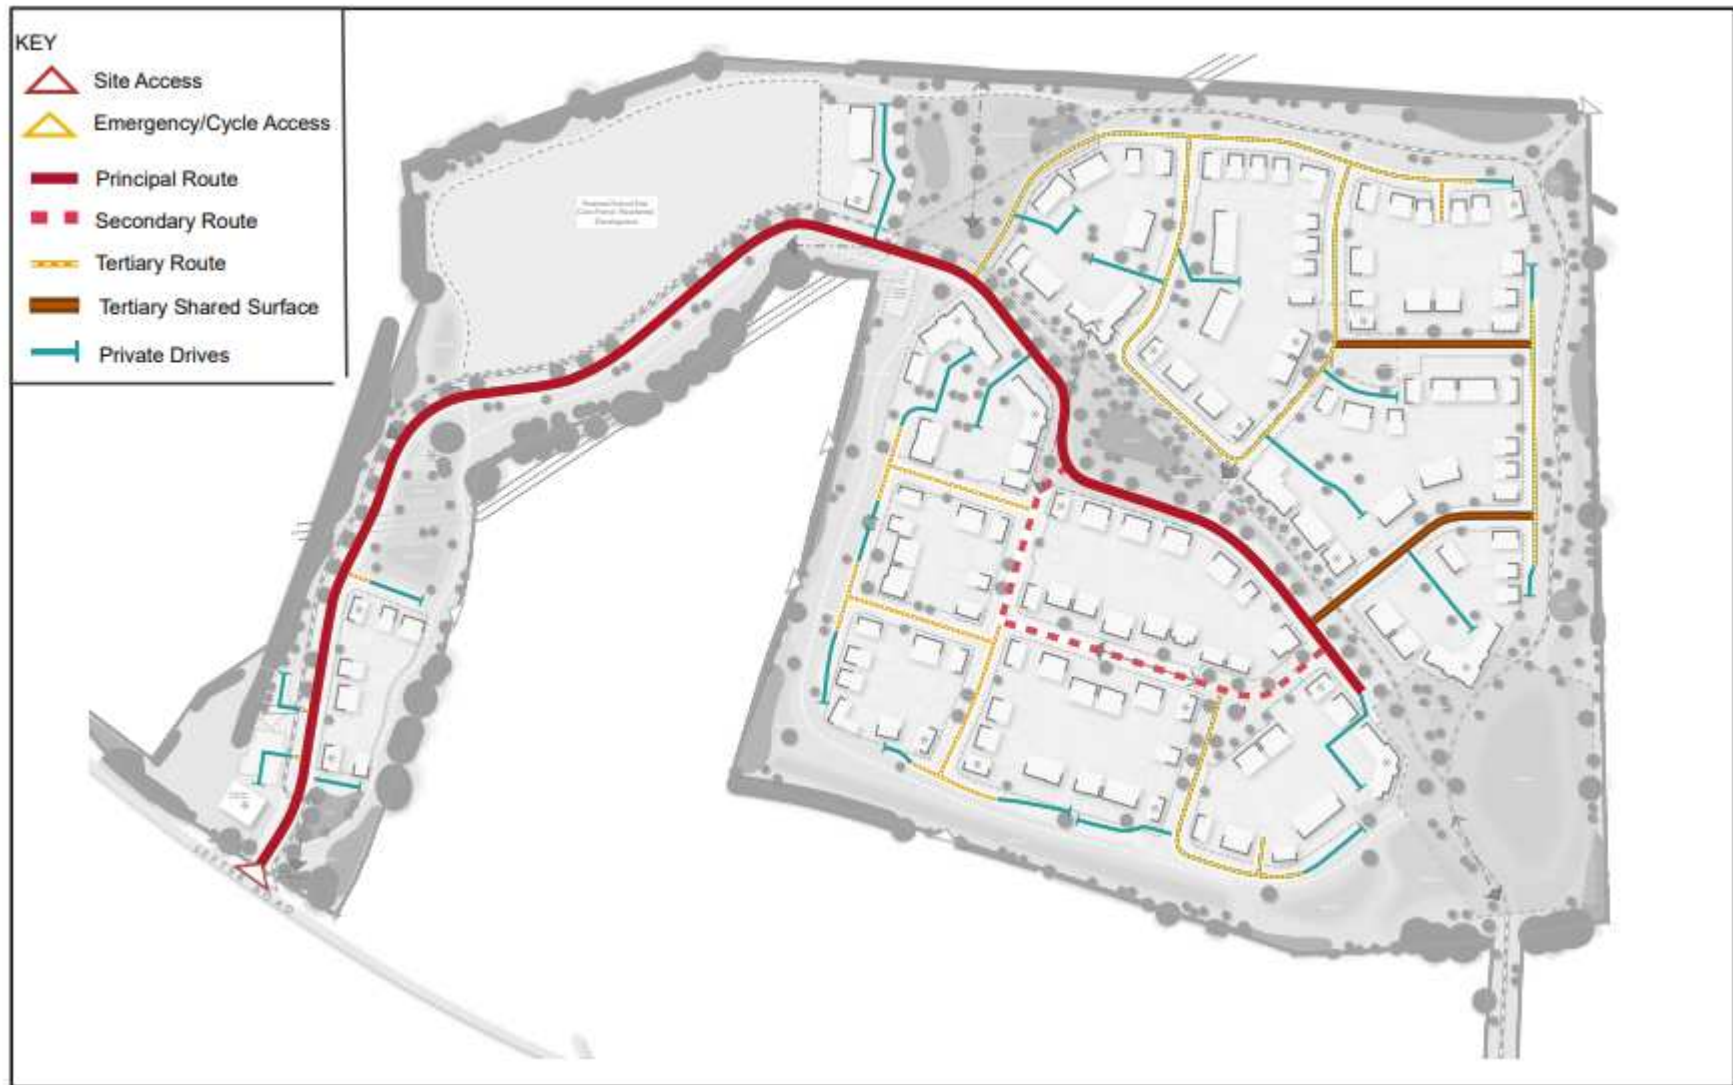 KEY
Site Access
Emergency/Cycle Access
Principal Route
Secondary Route
Tertiary Route
Tertiary Shared Surface
Private Drives